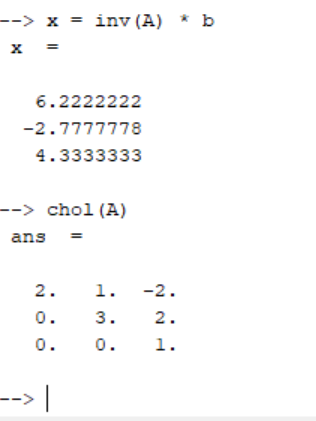 --> x = inv(A) * b
x  =
6.2222222
-2.7777778
4.3333333
--> chol(A)
ans  =
2.   1.  -2.
0.   3.   2.
0.   0.   1.
-->